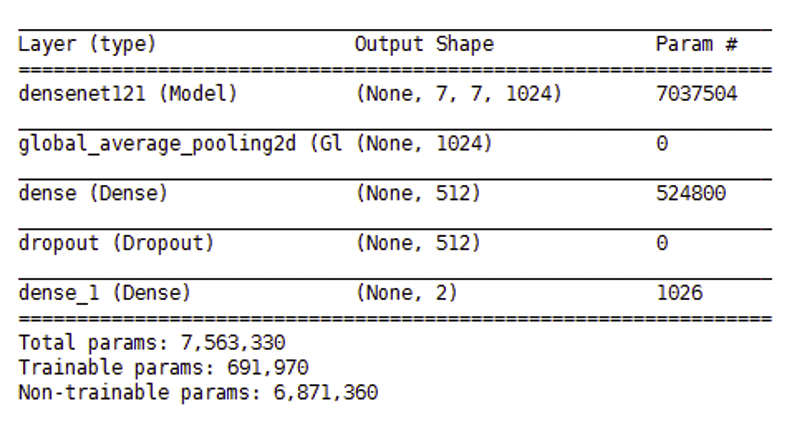 Layer (type) Output Shape Param #
densenet121 (Model) (None, 7, 7, 1024) 7037504
global_average_pooling2d (Gl (None, 1024) 0
dense (Dense) (None, 512) 524800
dropout (Dropout) (None, 512) 0
dense_1 (Dense) (None, 2) 1026
Total params: 7,563,330
Trainable params: 691,970
Non-trainable params: 6,871,360